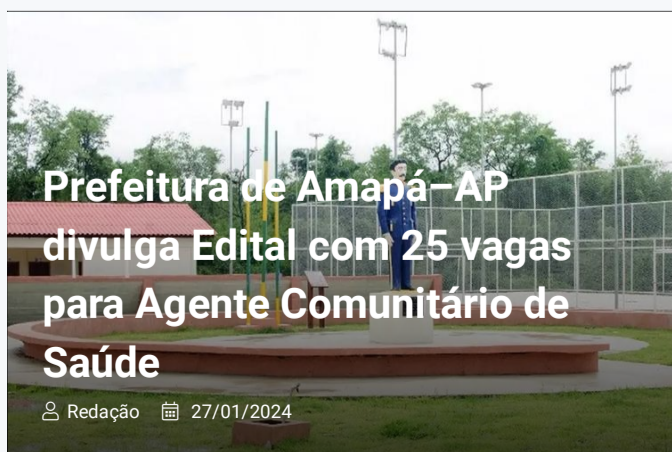 Prefeitura de Amapá–AP
divulga Edital com 25 vagas
para Agente Comunitário de
Saúde
Redação 27/01/2024